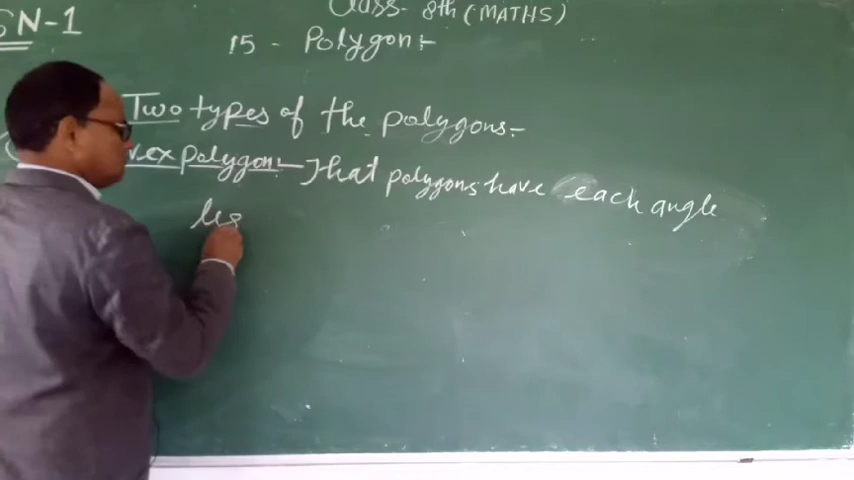 SN-1
Class- 8th (MATHS)
15 - Polygon:-
Two types of the polygons:-
vex polygon:- That polygons have each angle
les